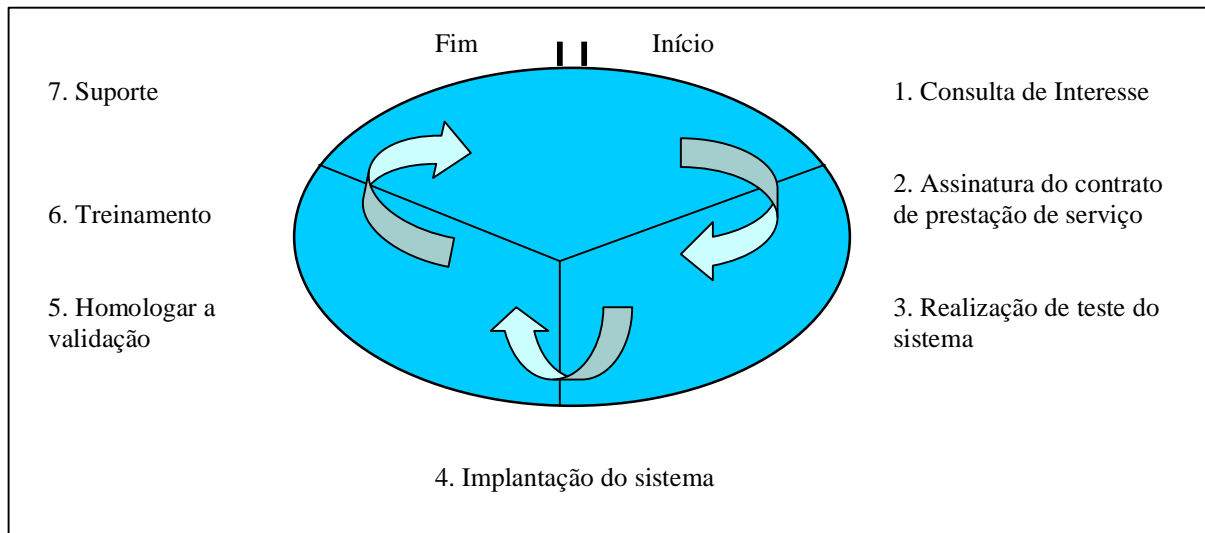 Fim
Início
1. Consulta de Interesse
2. Assinatura do contrato
de prestação de serviço
3. Realização de teste do
sistema
4. Implantação do sistema
5. Homologar a
validação
6. Treinamento
7. Suporte